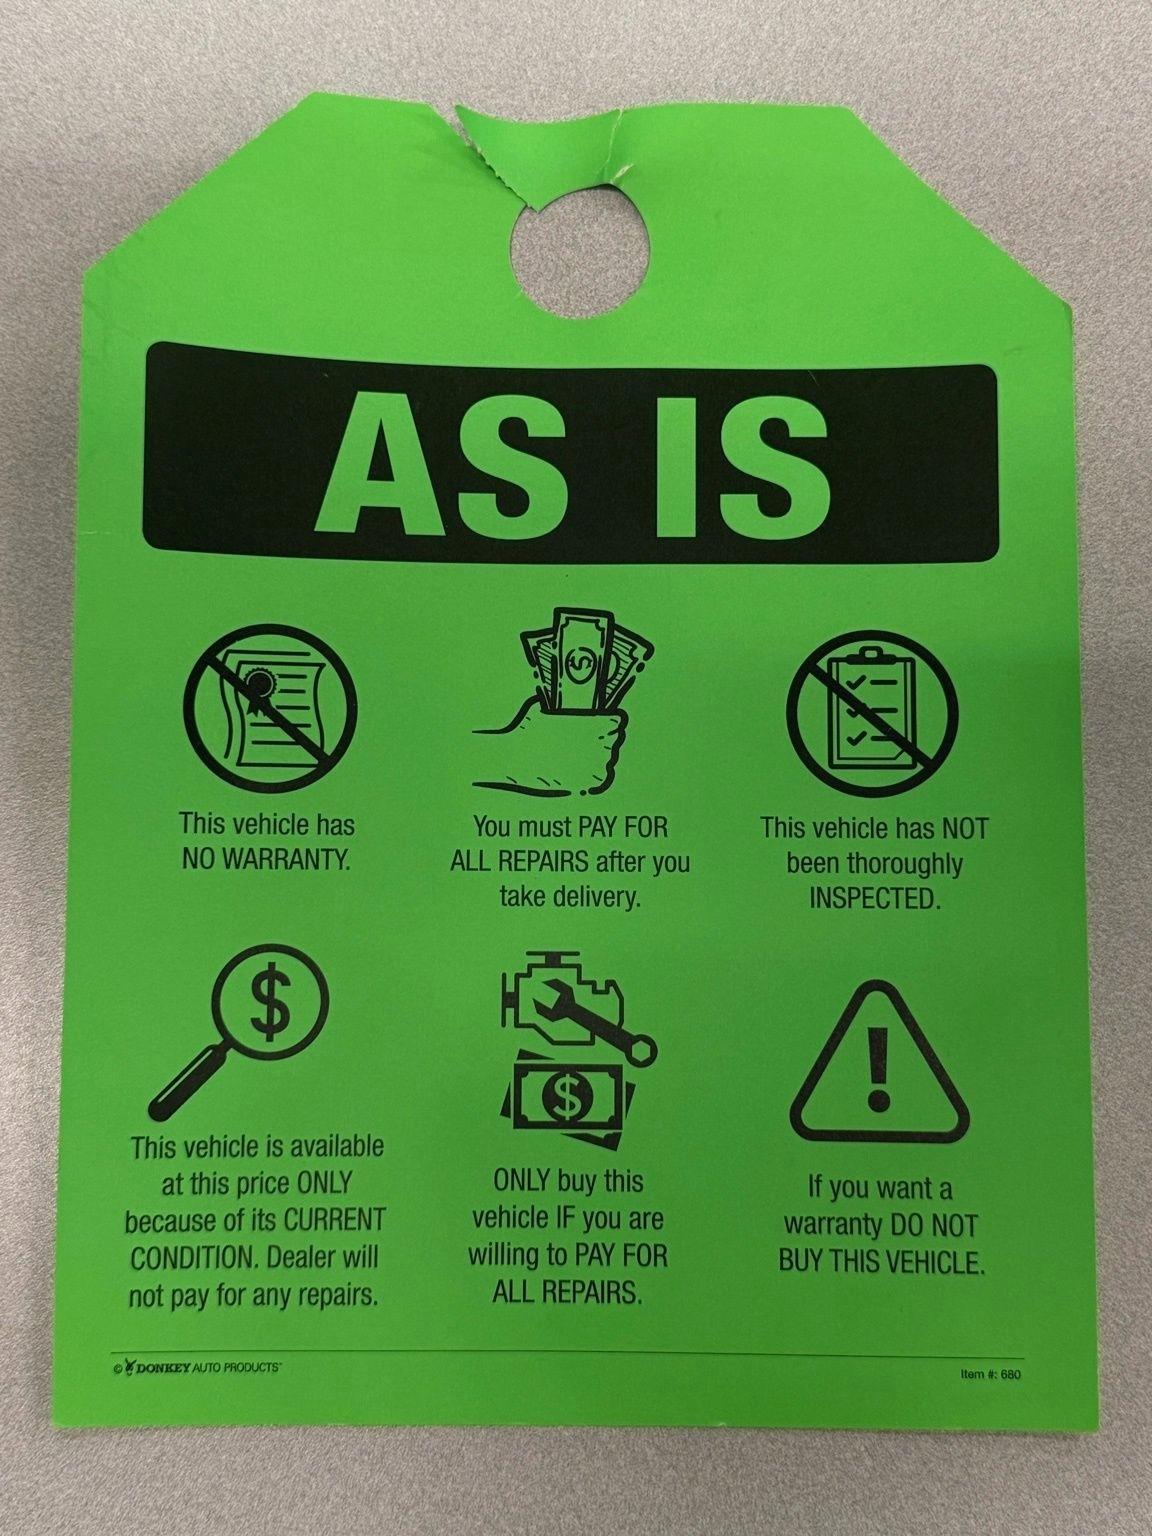 AS IS
This vehicle has
NO WARRANTY.
You must PAY FOR
ALL REPAIRS after you
take delivery.
This vehicle has NOT
been thoroughly
INSPECTED.
$
This vehicle is available
at this price ONLY
because of its CURRENT
CONDITION. Dealer will
not pay for any repairs.
$
ONLY buy this
vehicle IF you are
willing to PAY FOR
ALL REPAIRS.
!
If you want a
warranty DO NOT
BUY THIS VEHICLE.
© DONKEY AUTO PRODUCTS™
Item #: 680